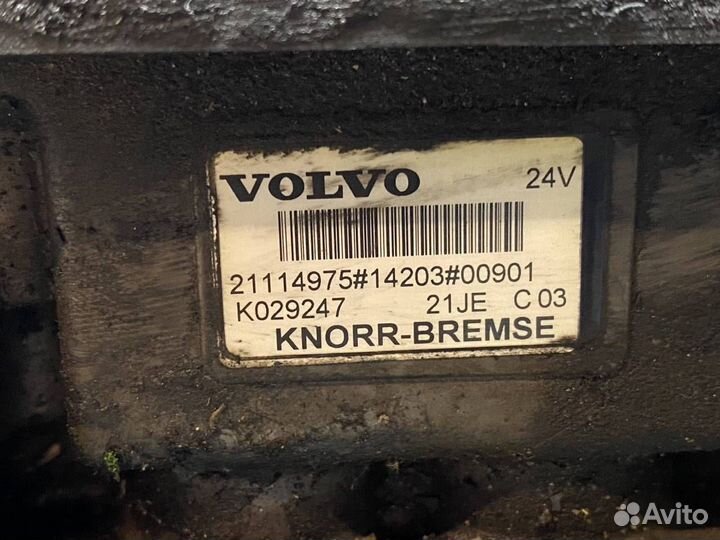 VOLVO 24V
21114975#14203#00901
K029247 21JE C 03
KNORR-BREMSE
Avito